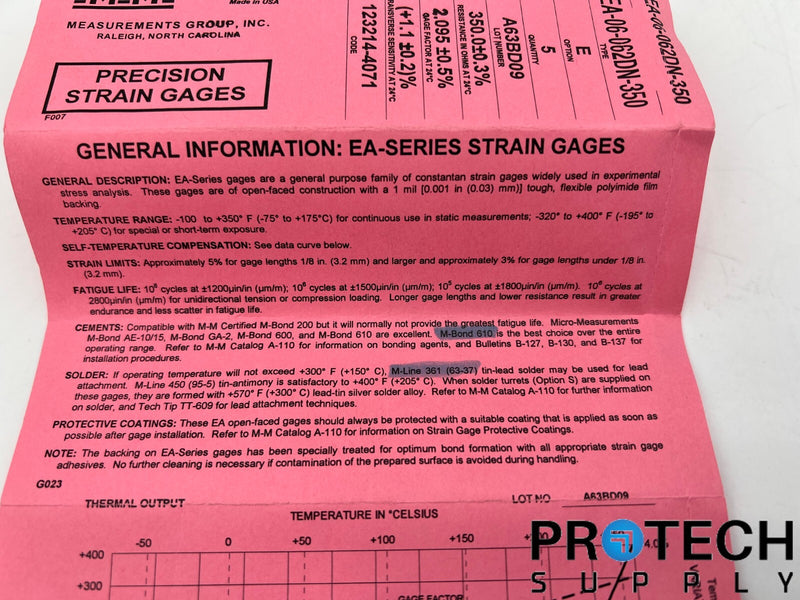 Made in USA
MEASUREMENTS GROUP, INC.
RALEIGH, NORTH CAROLINA
PRECISION
STRAIN GAGES
F007
EA-06-062DN-350
EA-06-062DN-350
TYPE
E
OPTION
5
QUANTITY
A63BD09
LOT NUMBER
350.0±0.3%
RESISTANCE IN OHMS AT 24°C
2.095 ±0.5%
GAGE FACTOR AT 24°C
(+1.1 ±0.2)%
TRANSVERSE SENSITIVITY AT 24°C
123214-4071
CODE
GENERAL INFORMATION: EA-SERIES STRAIN GAGES
GENERAL DESCRIPTION: EA-Series gages are a general purpose family of constantan strain gages widely used in experimental
stress analysis. These gages are of open-faced construction with a 1 mil [0.001 in (0.03) mm)] tough, flexible polyimide film
backing.
TEMPERATURE RANGE: -100 to +350° F (-75° to +175°C) for continuous use in static measurements; -320° to +400° F (-195° to
+205° C) for special or short-term exposure.
SELF-TEMPERATURE COMPENSATION: See data curve below.
STRAIN LIMITS: Approximately 5% for gage lengths 1/8 in. (3.2 mm) and larger and approximately 3% for gage lengths under 1/8 in.
(3.2 mm).
FATIGUE LIFE: 10⁶ cycles at ±1200µin/in (µm/m); 10⁶ cycles at ±1500µin/in (µm/m); 10⁵ cycles at ±1800µin/in (µm/m). 10⁶ cycles at
2800µin/in (µm/m) for unidirectional tension or compression loading. Longer gage lengths and lower resistance result in greater
endurance and less scatter in fatigue life.
CEMENTS: Compatible with M-M Certified M-Bond 200 but it will normally not provide the greatest fatigue life. Micro-Measurements
M-Bond AE-10/15, M-Bond GA-2, M-Bond 600, and M-Bond 610 are excellent. M-Bond 610 is the best choice over the entire
operating range. Refer to M-M Catalog A-110 for information on bonding agents, and Bulletins B-127, B-130, and B-137 for
installation procedures.
SOLDER: If operating temperature will not exceed +300° F (+150° C), M-Line 361 (63-37) tin-lead solder may be used for lead
attachment. M-Line 450 (95-5) tin-antimony is satisfactory to +400° F (+205° C). When solder turrets (Option S) are supplied on
these gages, they are formed with +570° F (+300° C) lead-tin silver solder alloy. Refer to M-M Catalog A-110 for further information
on solder, and Tech Tip TT-609 for lead attachment techniques.
PROTECTIVE COATINGS: These EA open-faced gages should always be protected with a suitable coating that is applied as soon as
possible after gage installation. Refer to M-M Catalog A-110 for information on Strain Gage Protective Coatings.
NOTE: The backing on EA-Series gages has been specially treated for optimum bond formation with all appropriate strain gage
adhesives. No further cleaning is necessary if contamination of the prepared surface is avoided during handling.
G023
THERMAL OUTPUT
LOT NO A63BD09
TEMPERATURE IN °CELSIUS
-50 0 +50 +100 +150
+400
+300
GAGE FACTOR
PROTECH
SUPPLY